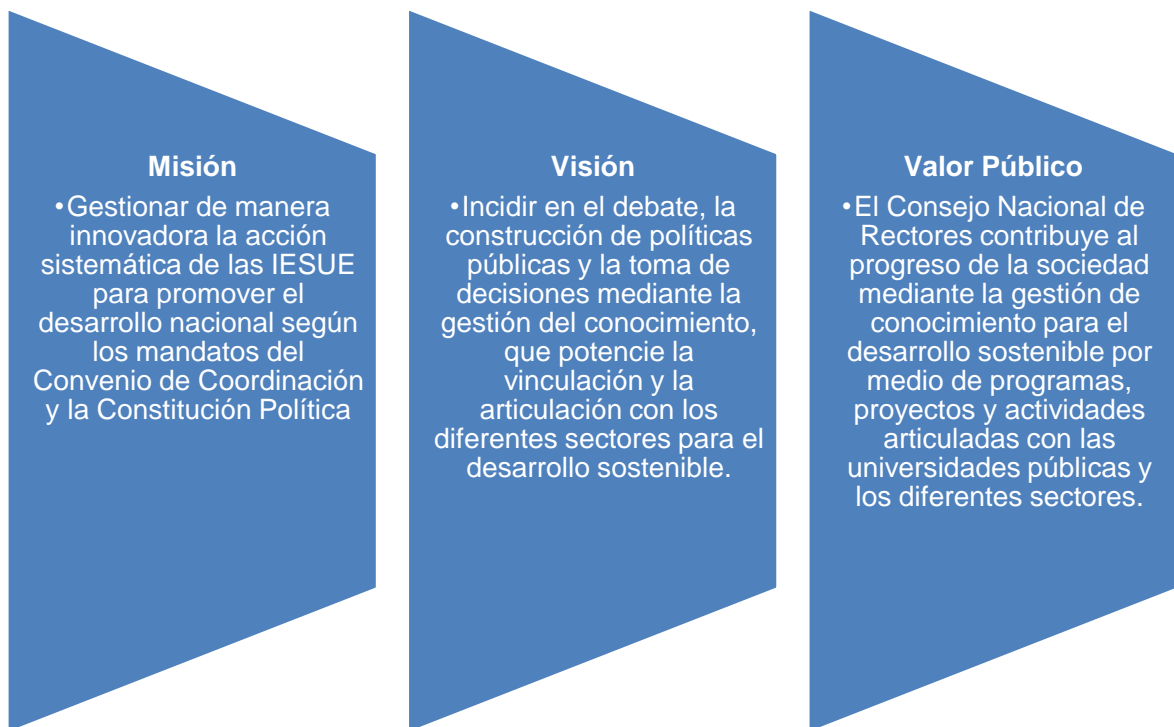 Misión
•Gestionar de manera
innovadora la acción
sistemática de las IESUE
para promover el
desarrollo nacional según
los mandatos del
Convenio de Coordinación
y la Constitución Política
Visión
•Incidir en el debate, la
construcción de políticas
públicas y la toma de
decisiones mediante la
gestión del conocimiento,
que potencie la
vinculación y la
articulación con los
diferentes sectores para el
desarrollo sostenible.
Valor Público
•El Consejo Nacional de
Rectores contribuye al
progreso de la sociedad
mediante la gestión de
conocimiento para el
desarrollo sostenible por
medio de programas,
proyectos y actividades
articuladas con las
universidades públicas y
los diferentes sectores.